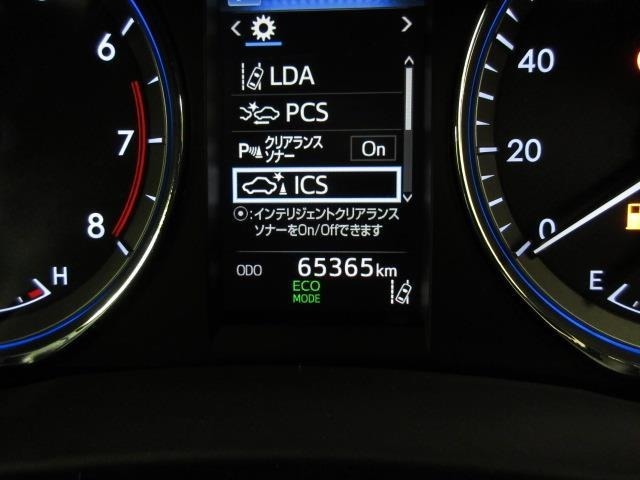 LDA
PCS
クリアランス
ソナー On
ICS
⦿:インテリジェントクリアランス
ソナーをOn/Offできます
ODO 65365km
ECO
MODE
6
7
8
H
40
20
0
E